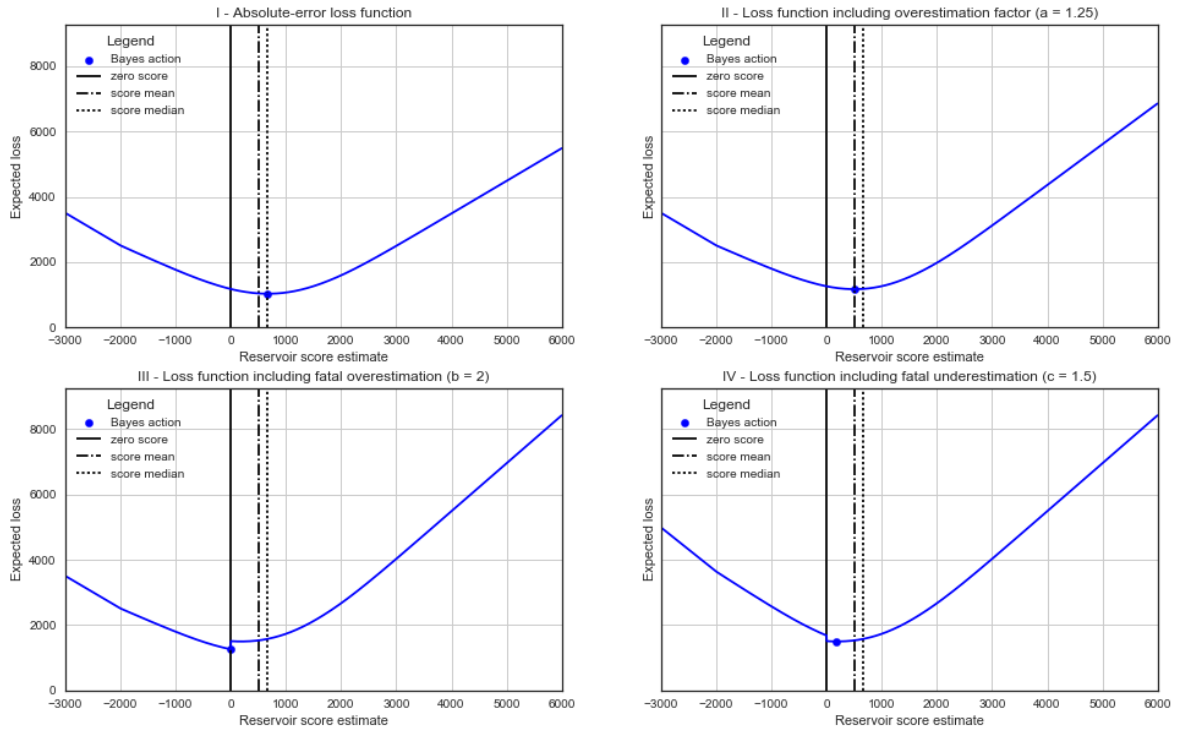 I - Absolute-error loss function
Expected loss
8000
6000
4000
2000
0
Legend
Bayes action
zero score
score mean
score median
−3000 −2000 −1000 0 1000 2000 3000 4000 5000 6000
Reservoir score estimate
II - Loss function including overestimation factor (a = 1.25)
Expected loss
Legend
Bayes action
zero score
score mean
score median
−3000 −2000 −1000 0 1000 2000 3000 4000 5000 6000
Reservoir score estimate
III - Loss function including fatal overestimation (b = 2)
Expected loss
8000
6000
4000
2000
0
Legend
Bayes action
zero score
score mean
score median
−3000 −2000 −1000 0 1000 2000 3000 4000 5000 6000
Reservoir score estimate
IV - Loss function including fatal underestimation (c = 1.5)
Expected loss
Legend
Bayes action
zero score
score mean
score median
−3000 −2000 −1000 0 1000 2000 3000 4000 5000 6000
Reservoir score estimate